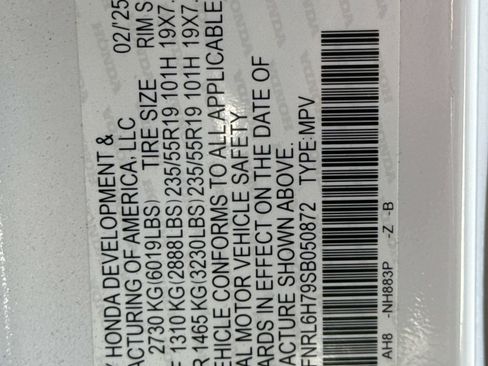 HONDA DEVELOPMENT &
ACTURING OF AMERICA, LLC 02/'25
2730 KG (6019LBS) TIRE SIZE RIM S
1310 KG (2888LBS) 235/55R19 101H 19X7.
1465 KG (3230LBS) 235/55R19 101H 19X7.
EHICLE CONFORMS TO ALL APPLICABLE
AL MOTOR VEHICLE SAFETY
ARDS IN EFFECT ON THE DATE OF
ACTURE SHOWN ABOVE.
FNRL6H79SB050872 TYPE: MPV
AH8 -NH883P -Z -B